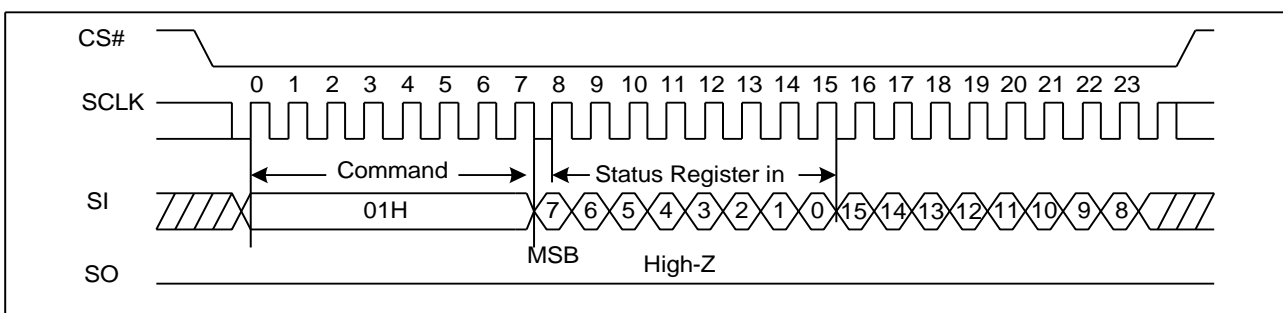 CS#
0 1 2 3 4 5 6 7 8 9 10 11 12 13 14 15 16 17 18 19 20 21 22 23
SCLK
Command Status Register in
SI 01H 7 6 5 4 3 2 1 0 15 14 13 12 11 10 9 8
MSB High-Z
SO